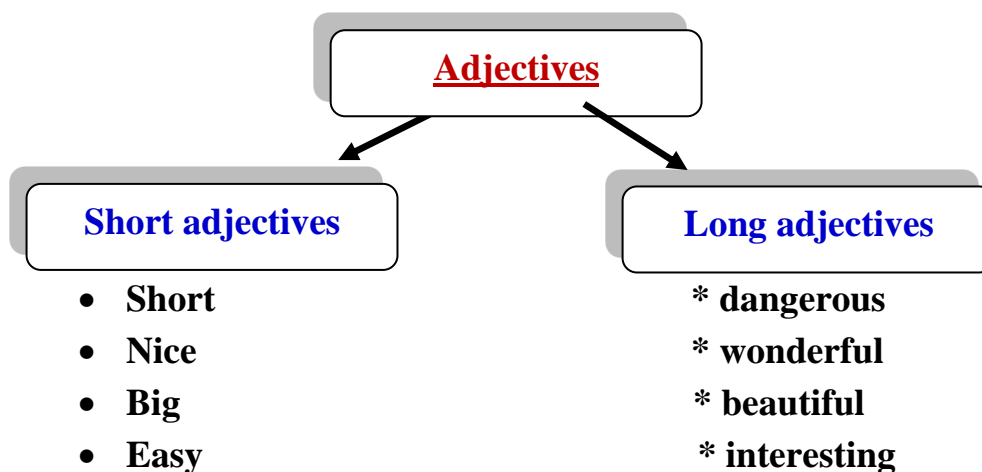 Adjectives
Short adjectives
Long adjectives
• Short * dangerous
• Nice * wonderful
• Big * beautiful
• Easy * interesting